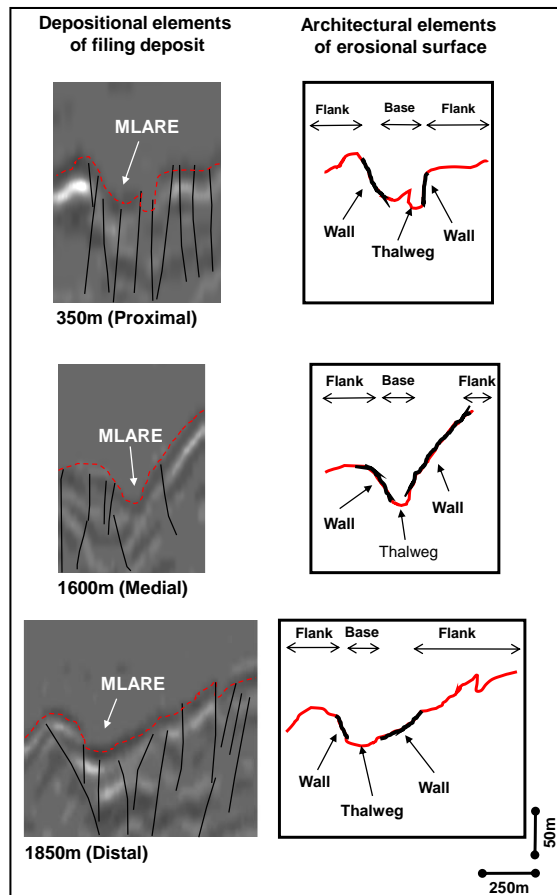 Depositional elements
of filing deposit
Architectural elements
of erosional surface
MLARE
350m (Proximal)
Flank
Base
Flank
Wall
Wall
Thalweg
MLARE
1600m (Medial)
Flank
Base
Flank
Wall
Wall
Thalweg
MLARE
1850m (Distal)
Flank
Base
Flank
Wall
Wall
Thalweg
50m
250m